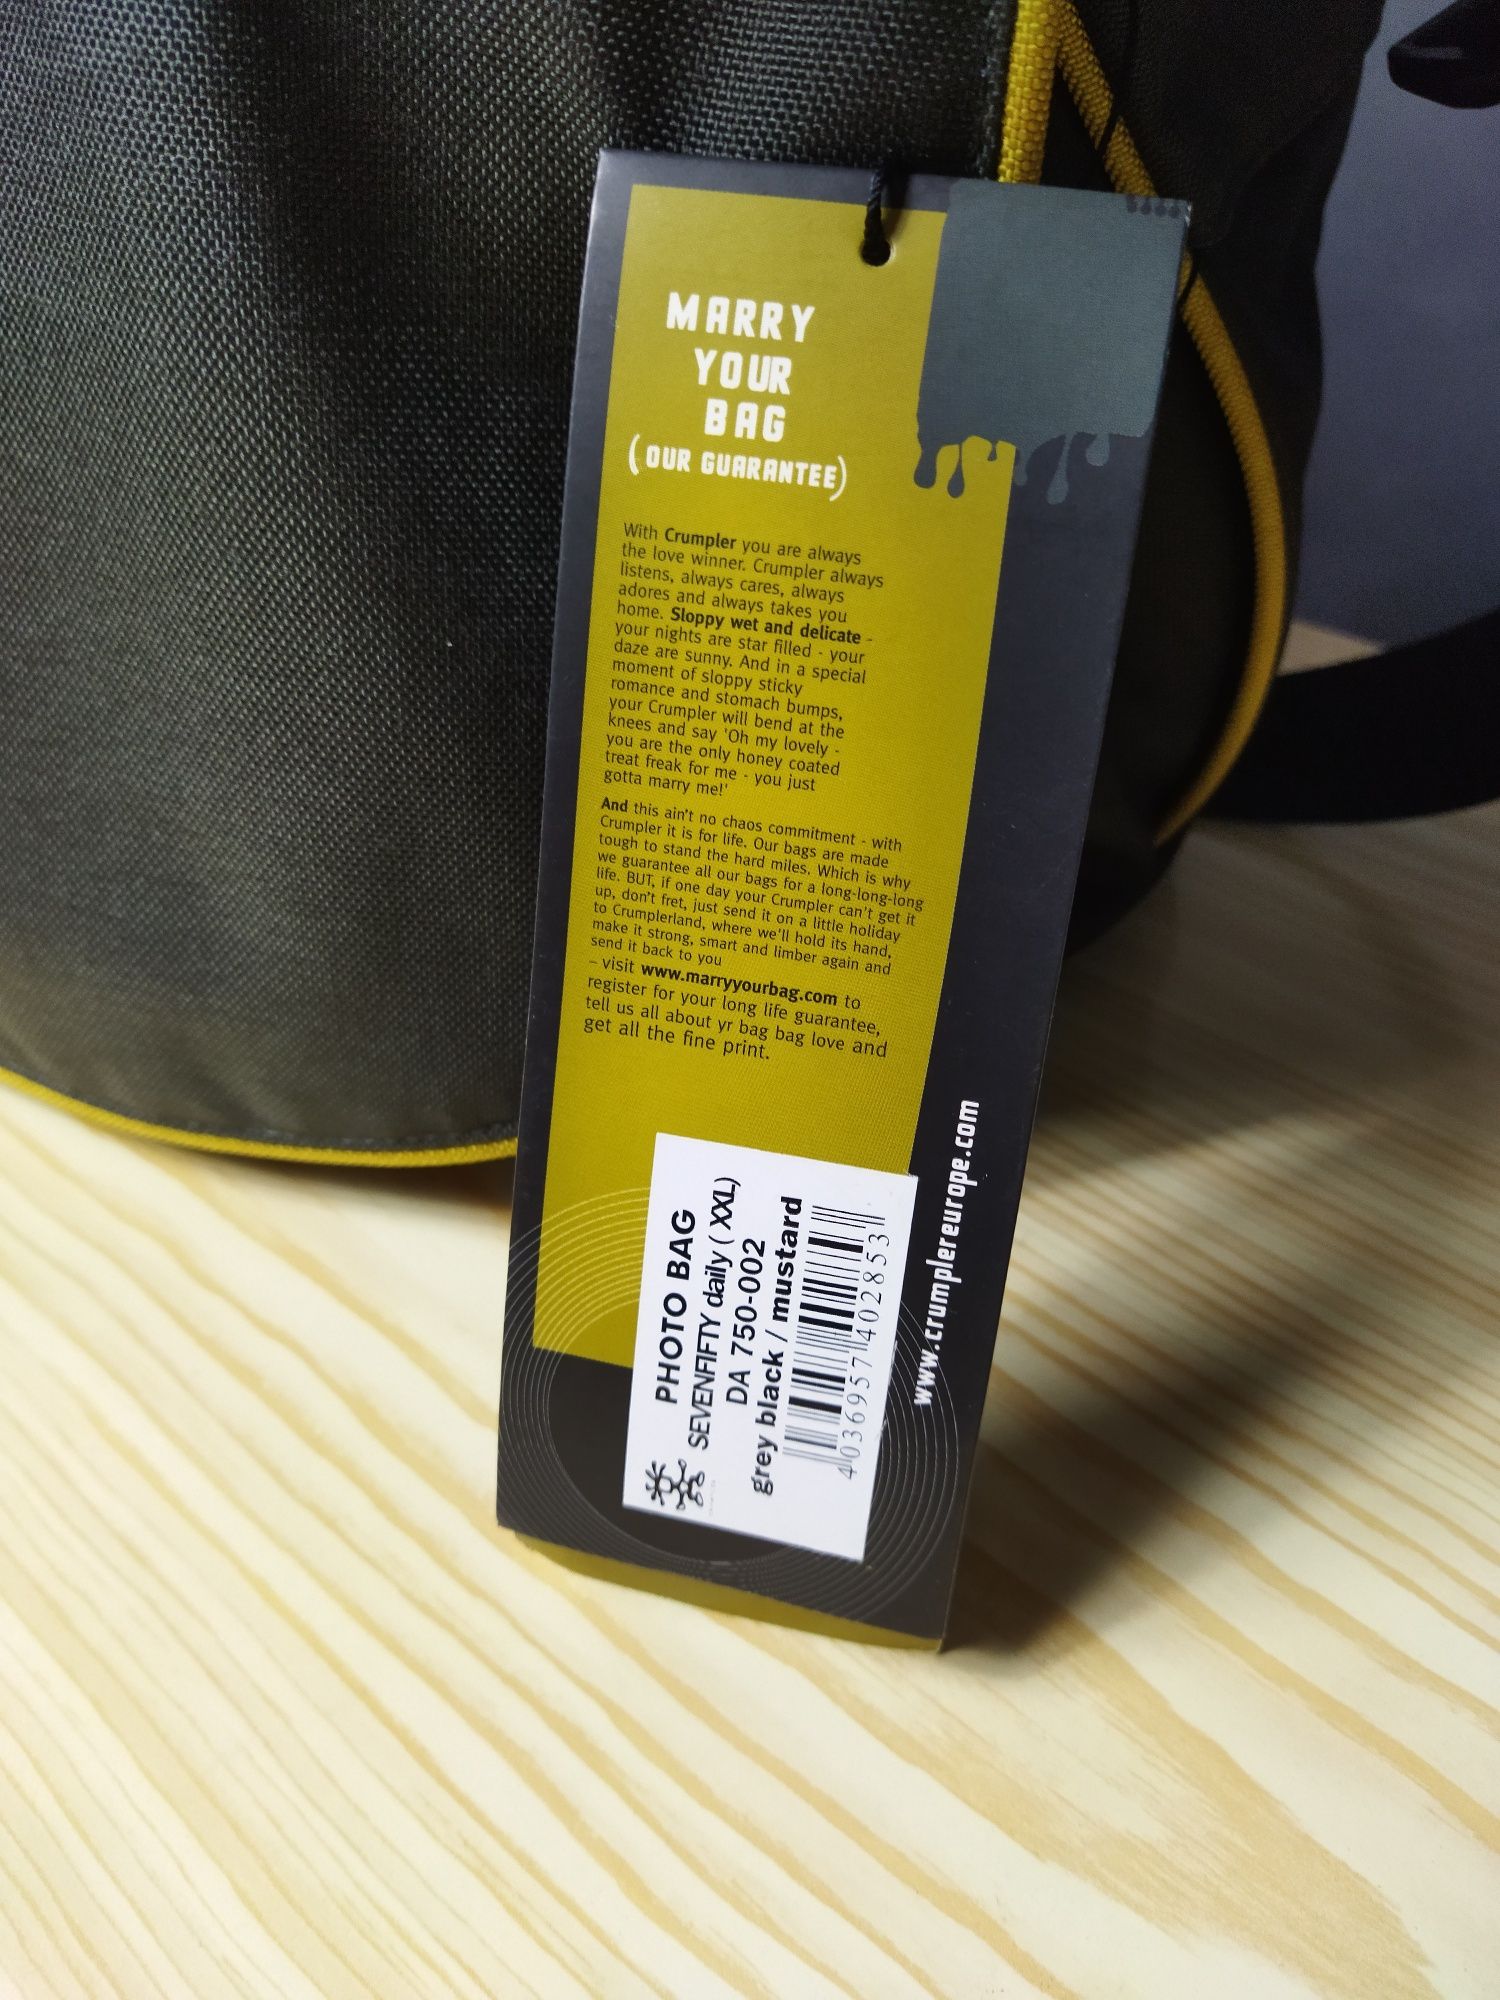 MARRY
YOUR
BAG
(OUR GUARANTEE)
With Crumpler you are always
the love winner. Crumpler always
listens, always cares, always
adores and always takes you
home. Sloppy wet and delicate -
your nights are star filled - your
daze are sunny. And in a special
moment of sloppy sticky
romance and stomach bumps,
your Crumpler will bend at the
knees and say 'Oh my lovely -
you are the only honey coated
treat freak for me - you just
gotta marry me!'
And this ain't no chaos commitment - with
Crumpler it is for life. Our bags are made
tough to stand the hard miles. Which is why
we guarantee all our bags for a long-long-long
life. BUT, if one day your Crumpler can't get it
up, don't fret, just send it on a little holiday
to Crumplerland, where we'll hold its hand,
make it strong, smart and limber again and
send it back to you
– visit www.marryyourbag.com to
register for your long life guarantee,
tell us all about yr bag bag love and
get all the fine print.
PHOTO BAG
SEVENFIFTY daily ( XXL)
DA 750-002
grey black / mustard
4036957402853
www.crumplereurope.com